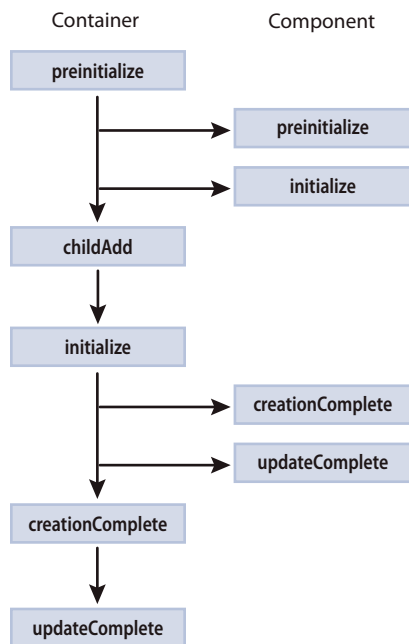 Container Component
preinitialize
preinitialize
initialize
childAdd
initialize
creationComplete
updateComplete
creationComplete
updateComplete